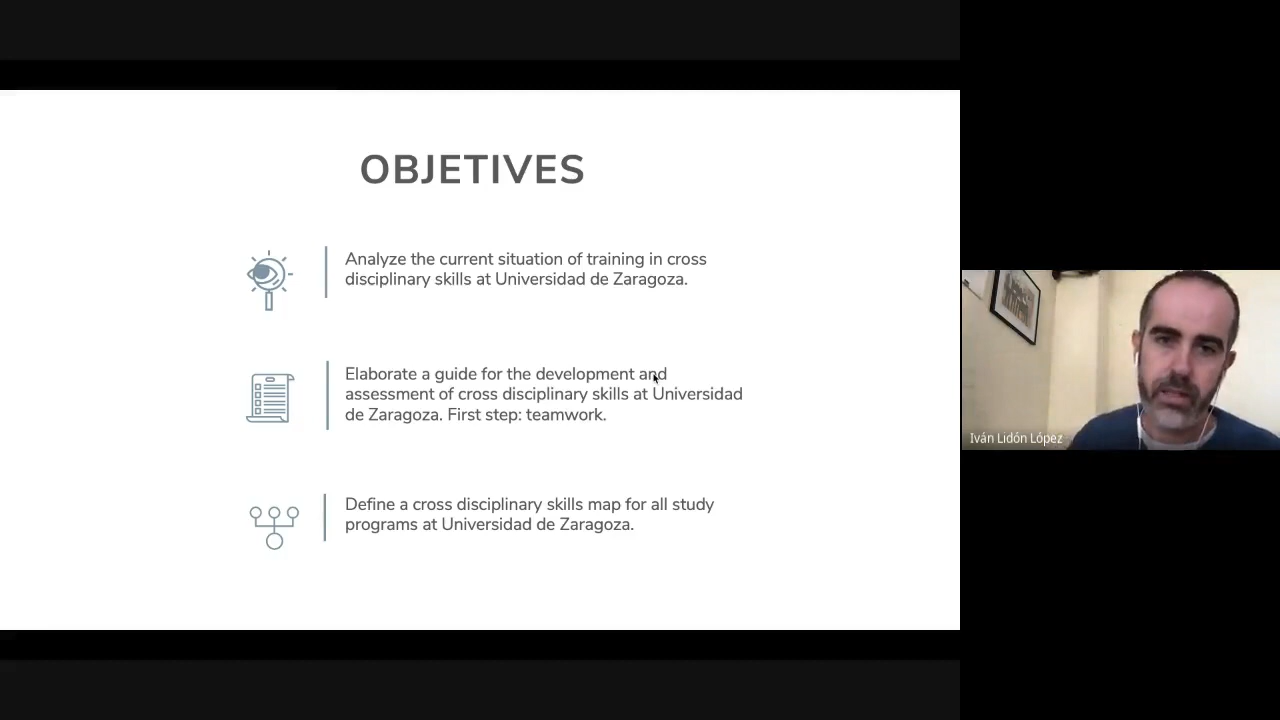 OBJETIVES
Analyze the current situation of training in cross
disciplinary skills at Universidad de Zaragoza.
Elaborate a guide for the development and
assessment of cross disciplinary skills at Universidad
de Zaragoza. First step: teamwork.
Define a cross disciplinary skills map for all study
programs at Universidad de Zaragoza.
Iván Lidón López